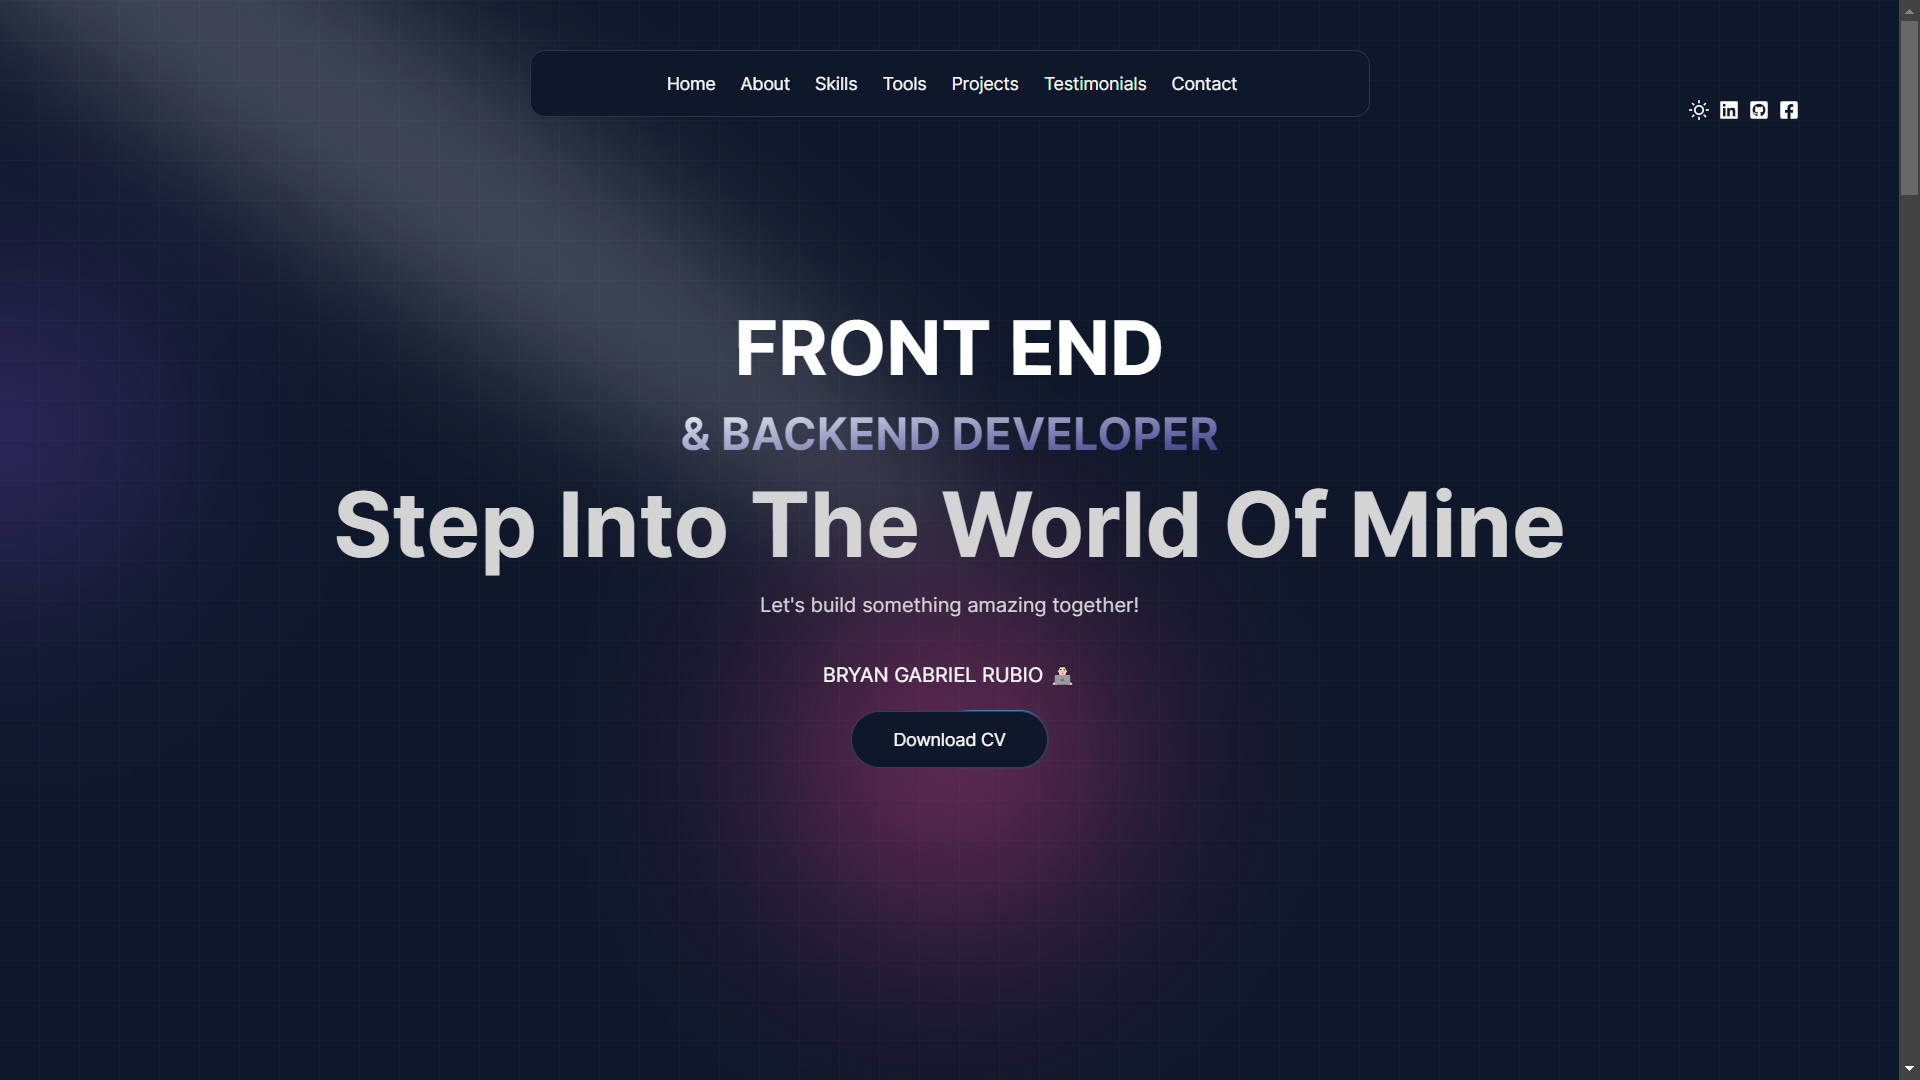 Home About Skills Tools Projects Testimonials Contact
FRONT END
& BACKEND DEVELOPER
Step Into The World Of Mine
Let's build something amazing together!
BRYAN GABRIEL RUBIO 👨🏻‍💻
Download CV